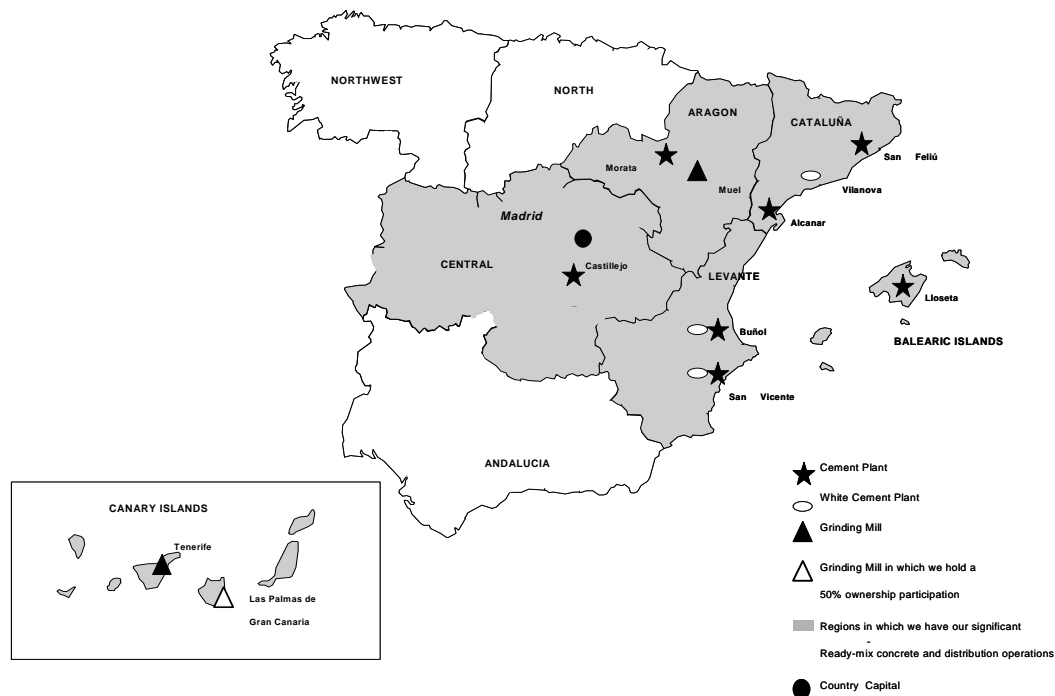 NORTHWEST
NORTH
ARAGON
CATALUÑA
San Feliú
Morata
Muel
Vilanova
Madrid
Alcanar
CENTRAL
Castillejo
LEVANTE
Lloseta
Buñol
BALEARIC ISLANDS
San Vicente
ANDALUCIA
CANARY ISLANDS
Tenerife
Las Palmas de
Gran Canaria
Cement Plant
White Cement Plant
Grinding Mill
Grinding Mill in which we hold a
50% ownership participation
Regions in which we have our significant
-
Ready-mix concrete and distribution operations
Country Capital